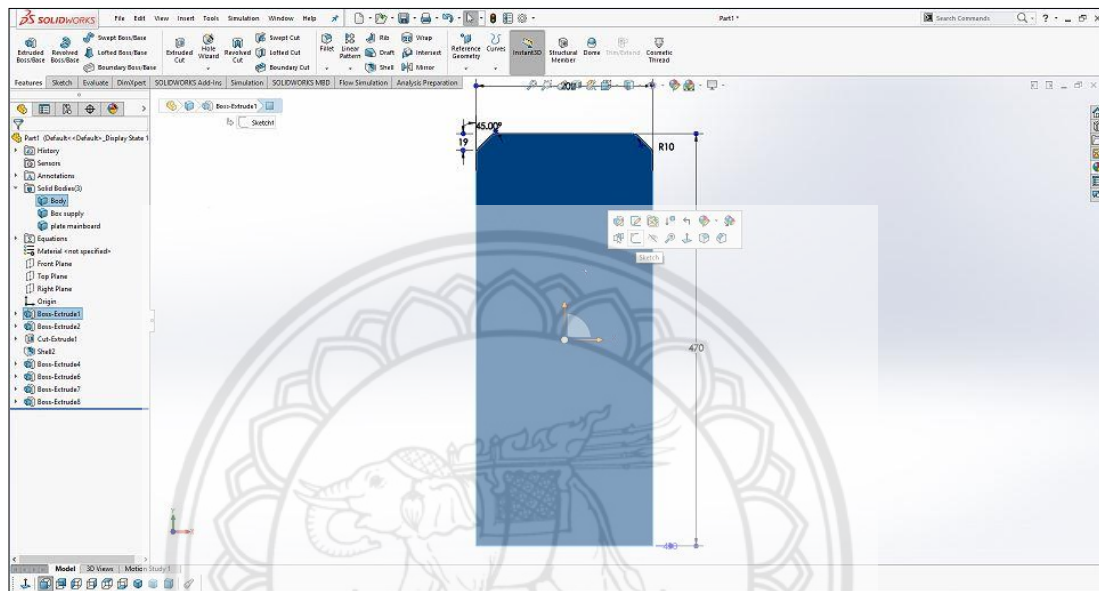 SOLIDWORKS File Edit View Insert Tools Simulation Window Help Part1 * Search Commands
Extruded Boss/Base
Revolved Boss/Base
Swept Boss/Base
Lofted Boss/Base
Boundary Boss/Base
Extruded Cut
Hole Wizard
Revolved Cut
Swept Cut
Lofted Cut
Boundary Cut
Fillet
Linear Pattern
Rib
Draft
Shell
Wrap
Intersect
Mirror
Reference Geometry
Curves
Instant3D
Structural Member
Dome
Cosmetic Thread
Features Sketch Evaluate DimXpert SOLIDWORKS Add-Ins Simulation SOLIDWORKS MBD Flow Simulation Analysis Preparation
Boss-Extrude1
Sketch1
Part1 (Default<<Default>_Display State 1
History
Sensors
Annotations
Solid Bodies(3)
Body
Box supply
plate mainboard
Equations
Material <not specified>
Front Plane
Top Plane
Right Plane
Origin
Boss-Extrude1
Boss-Extrude2
Cut-Extrude1
Shell2
Boss-Extrude4
Boss-Extrude6
Boss-Extrude7
Boss-Extrude8
45.00°
19
R10
Sketch
470
Model 3D Views Motion Study 1